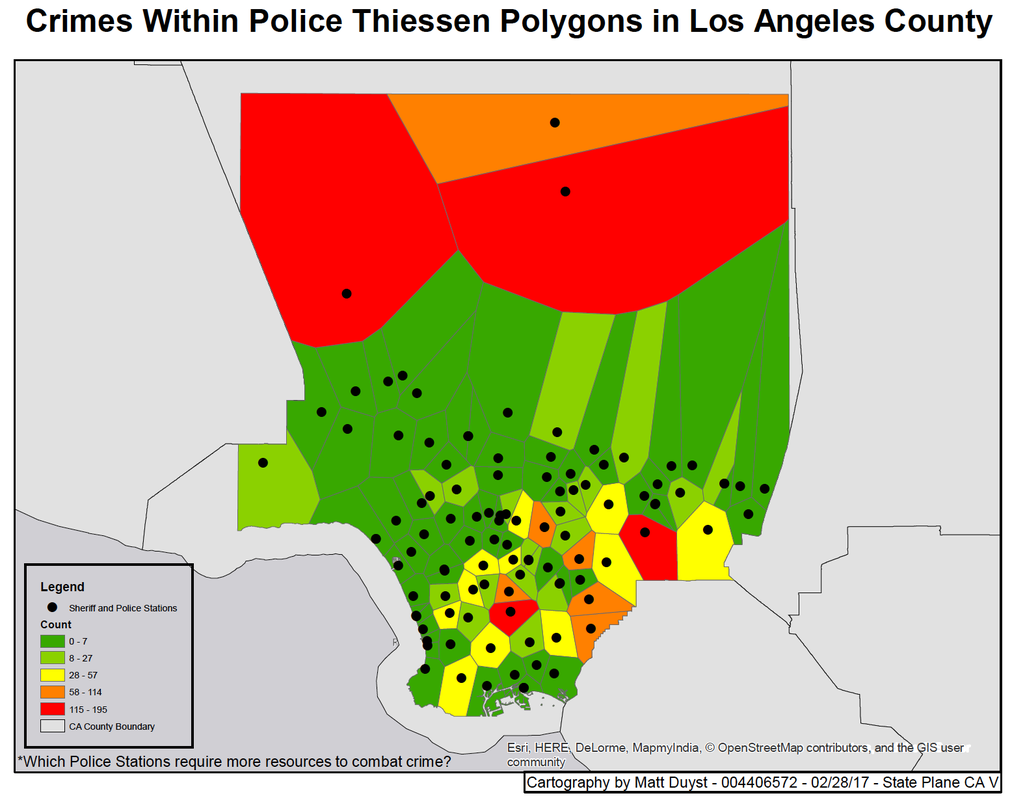 Crimes Within Police Thiessen Polygons in Los Angeles County
Legend
Sheriff and Police Stations
Count
0 - 7
8 - 27
28 - 57
58 - 114
115 - 195
CA County Boundary
Esri, HERE, DeLorme, MapmyIndia, © OpenStreetMap contributors, and the GIS user
community
*Which Police Stations require more resources to combat crime?
Cartography by Matt Duyst - 004406572 - 02/28/17 - State Plane CA V